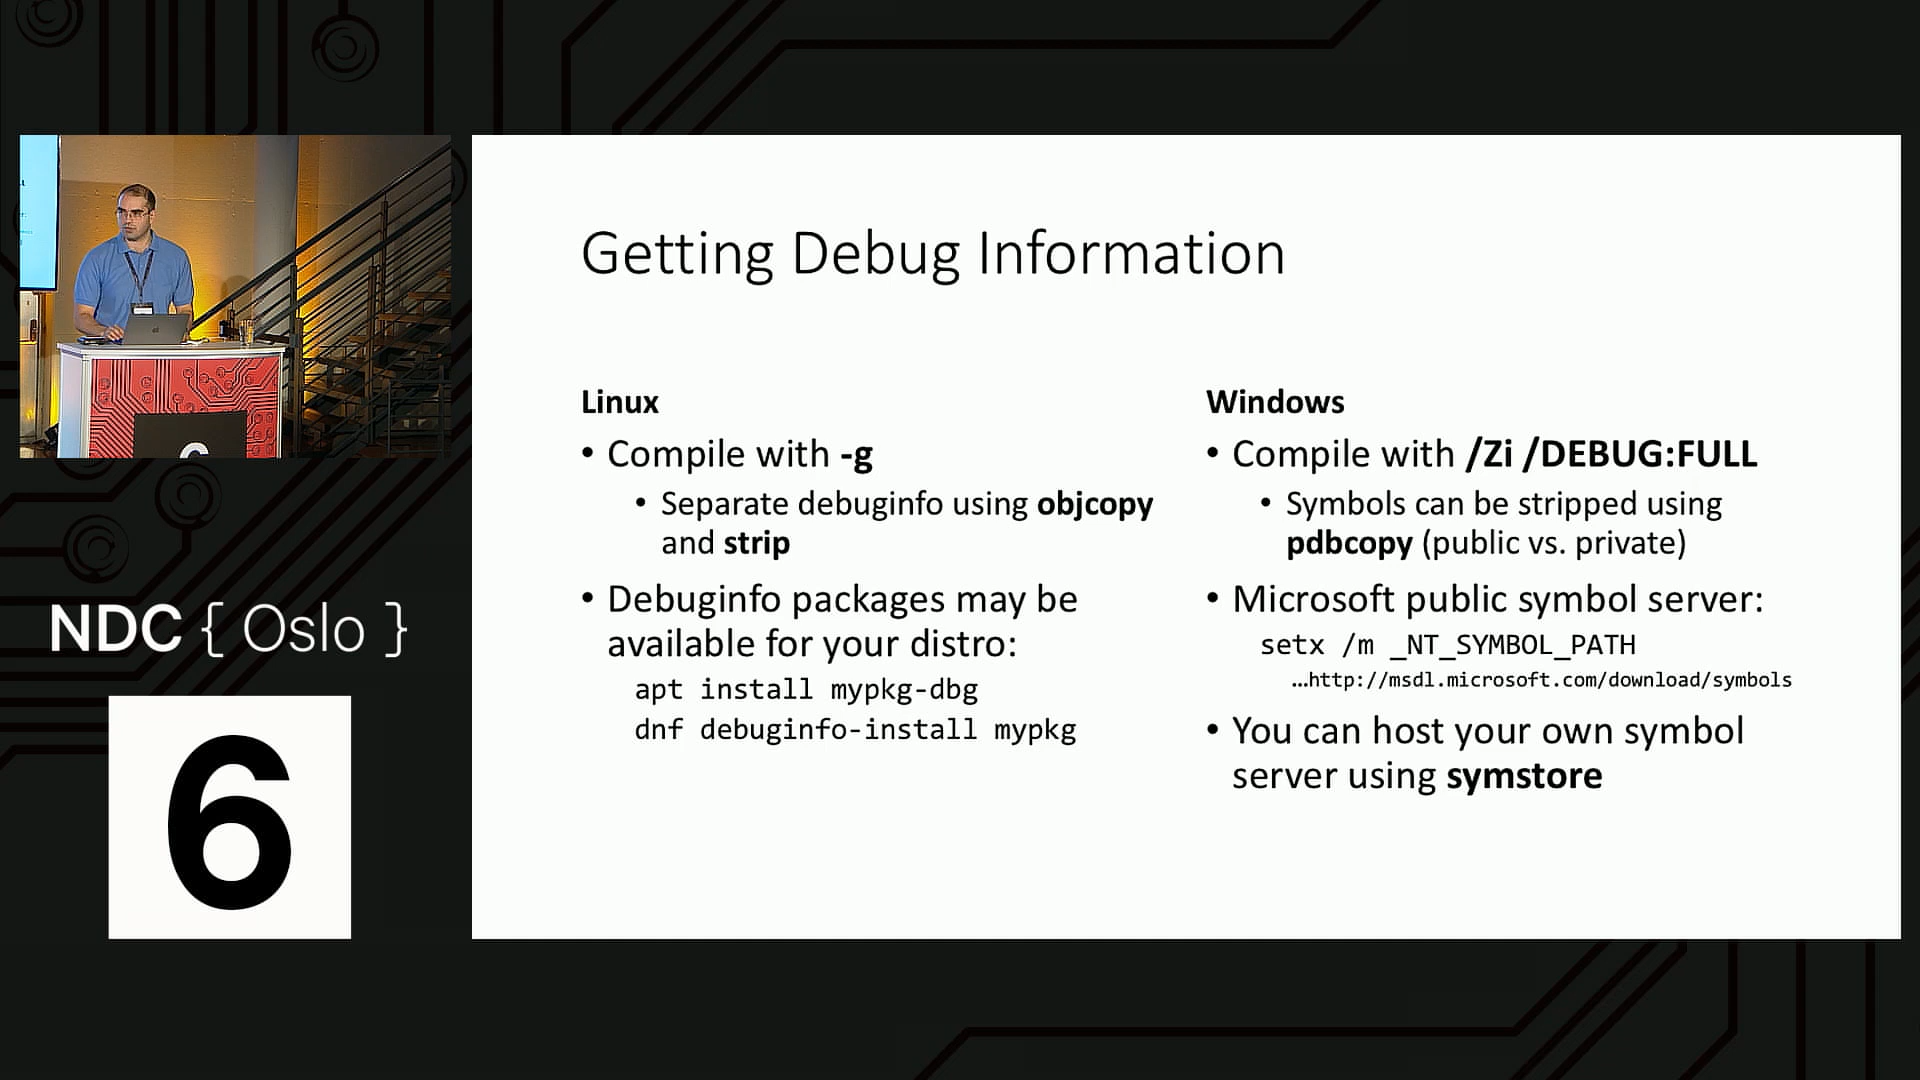 Getting Debug Information
Linux
• Compile with -g
• Separate debuginfo using objcopy
and strip
• Debuginfo packages may be
available for your distro:
apt install mypkg-dbg
dnf debuginfo-install mypkg
Windows
• Compile with /Zi /DEBUG:FULL
• Symbols can be stripped using
pdbcopy (public vs. private)
• Microsoft public symbol server:
setx /m _NT_SYMBOL_PATH
…http://msdl.microsoft.com/download/symbols
• You can host your own symbol
server using symstore
NDC { Oslo }
6